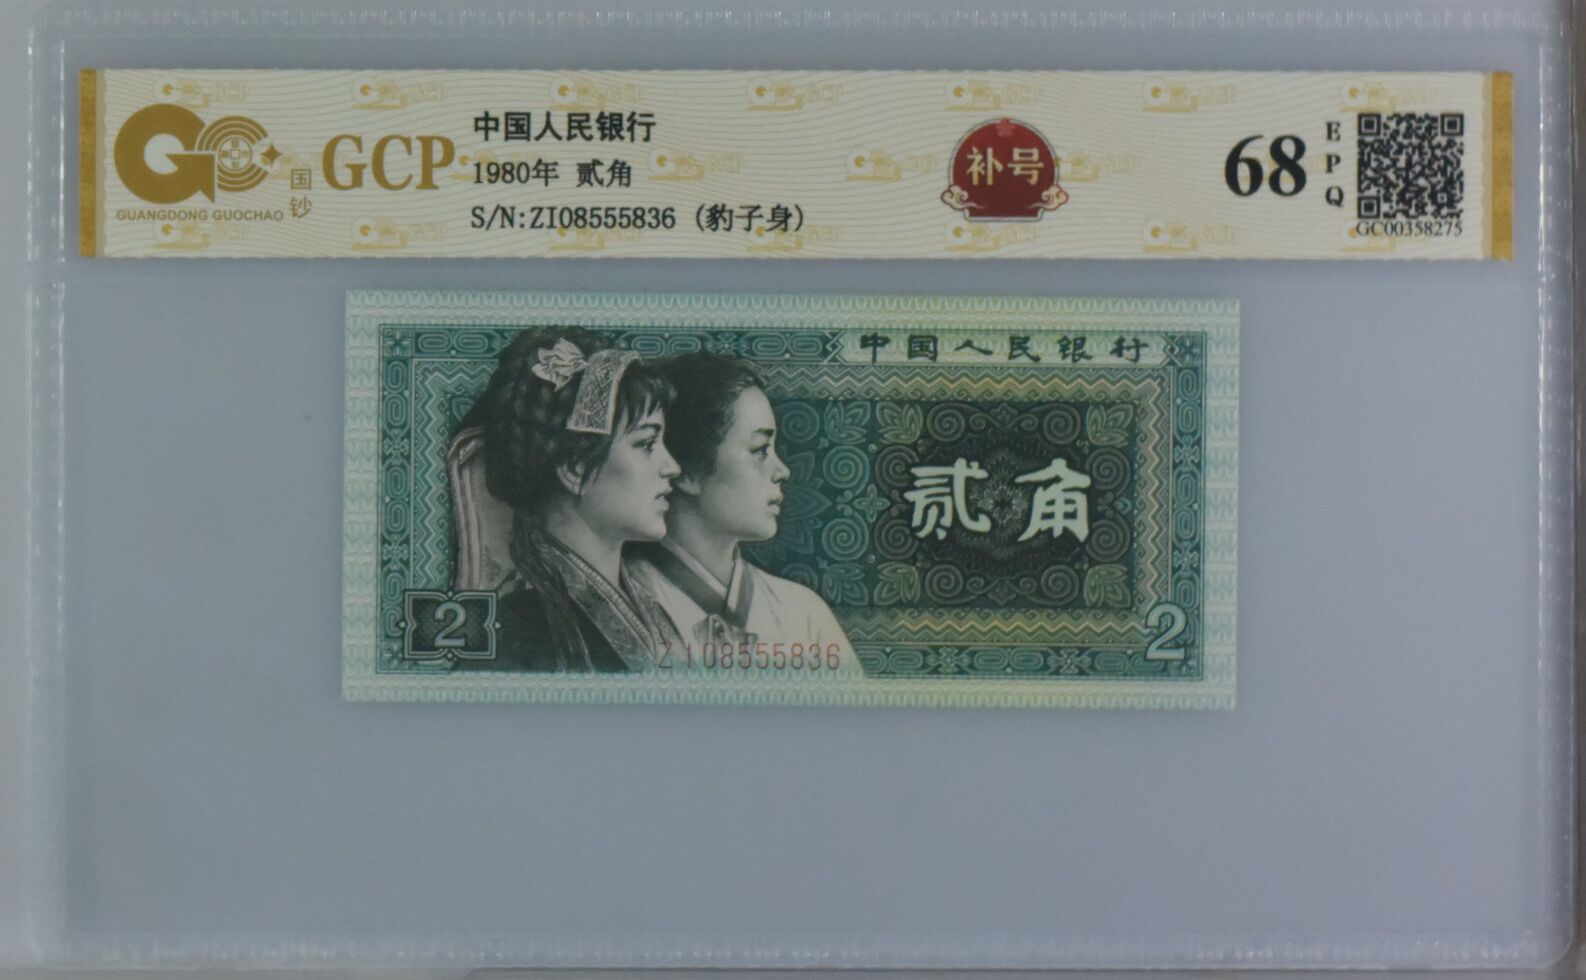 GUANGDONG GUOCHAO
国钞
GCP
中国人民银行
1980年 贰角
S/N:ZI08555836 (豹子身)
补号
68
EPQ
GC00358275
中国人民银行
贰角
2
2
ZI08555836